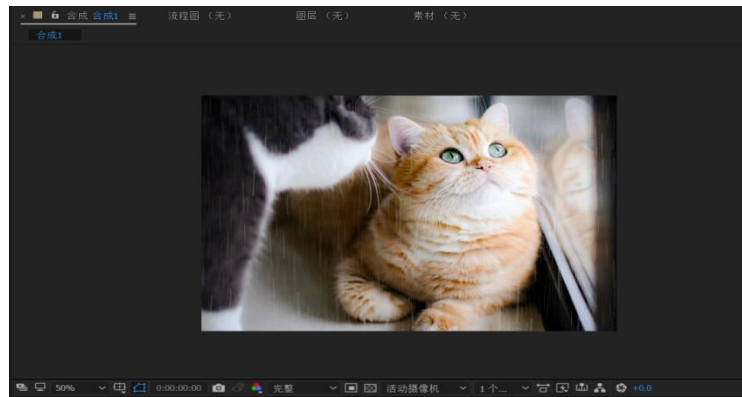 合成 合成1 流程图 （无） 图层 （无） 素材 （无）
合成1
50% 0:00:00:00 完整 活动摄像机 1个... +0.0